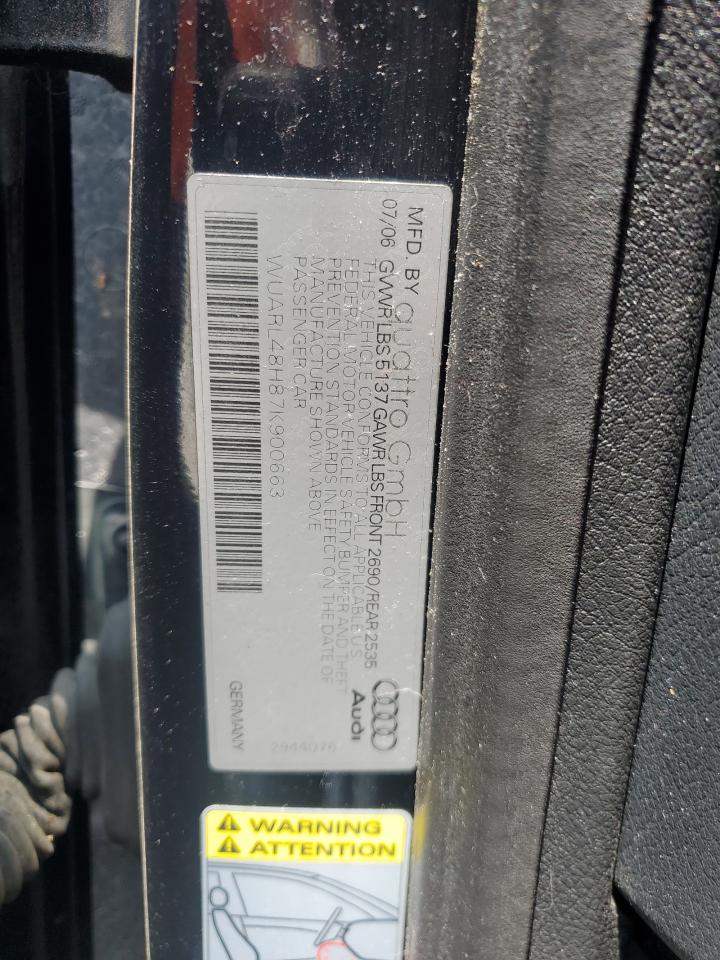 MFD. BY quattro GmbH
07/06 GVWR LBS 5137 GAWR LBS FRONT 2690/REAR 2535
THIS VEHICLE CONFORMS TO ALL APPLICABLE U.S.
FEDERAL MOTOR VEHICLE SAFETY BUMPER AND THEFT
PREVENTION STANDARDS IN EFFECT ON THE DATE OF
MANUFACTURE SHOWN ABOVE
PASSENGER CAR
WUARL48H87K900663
Audi
2944076
GERMANY
WARNING
ATTENTION